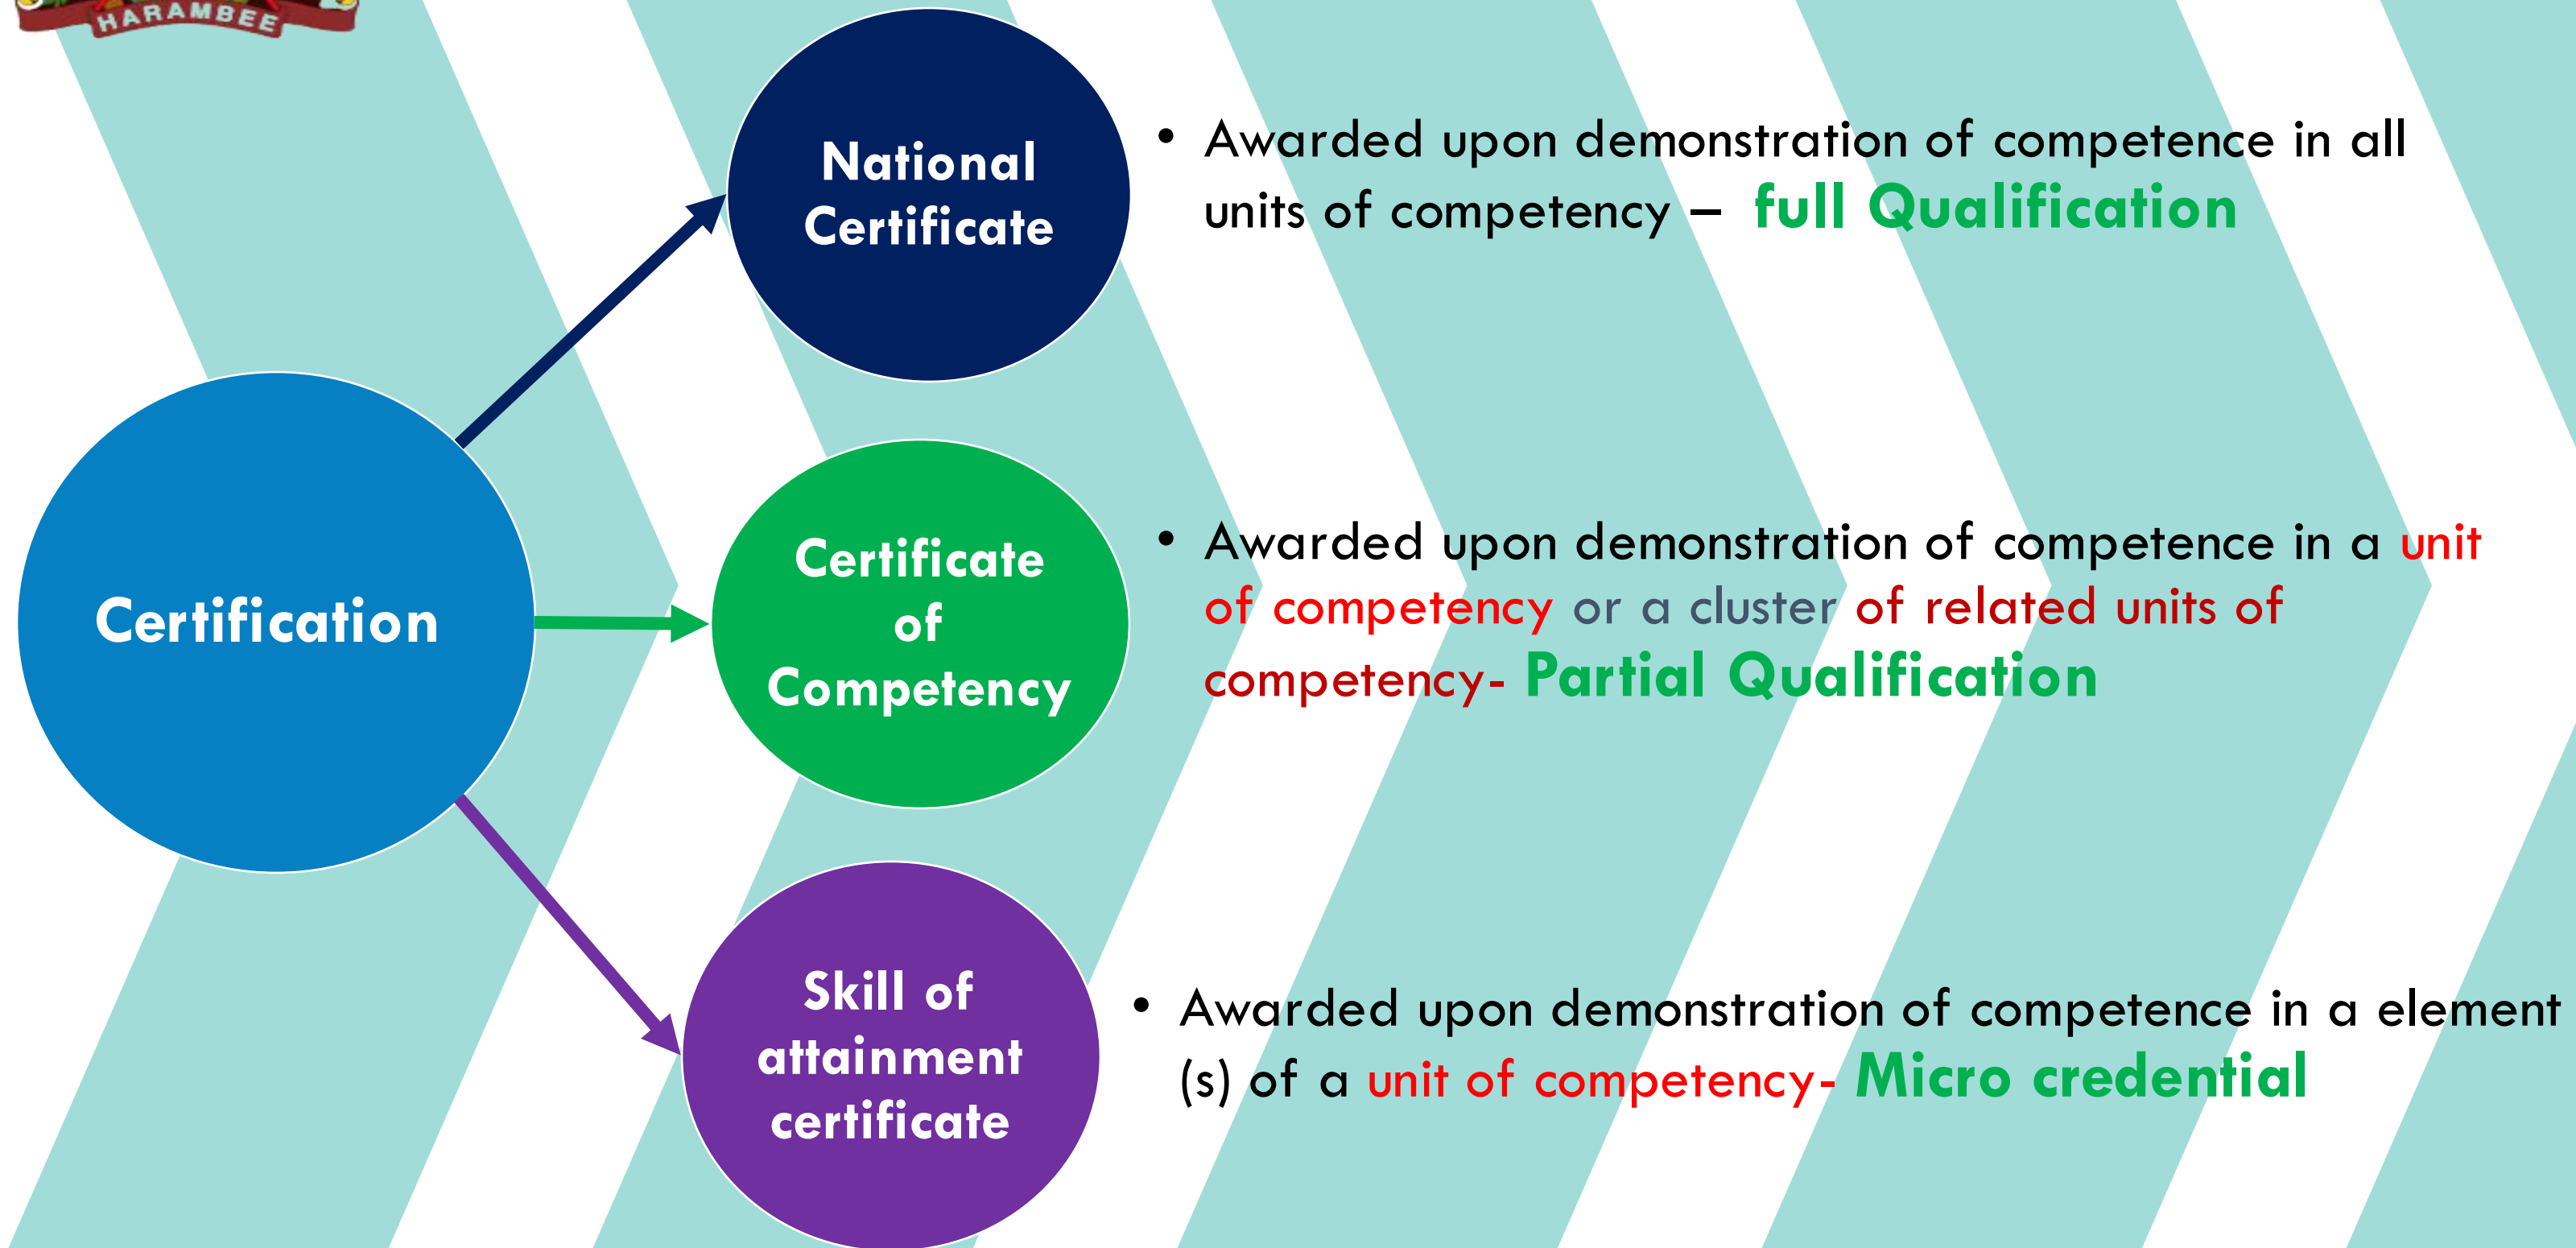 HARAMBEE
National
Certificate
• Awarded upon demonstration of competence in all
units of competency – full Qualification
Certification
Certificate
of
Competency
• Awarded upon demonstration of competence in a unit
of competency or a cluster of related units of
competency- Partial Qualification
Skill of
attainment
certificate
• Awarded upon demonstration of competence in a element
(s) of a unit of competency- Micro credential